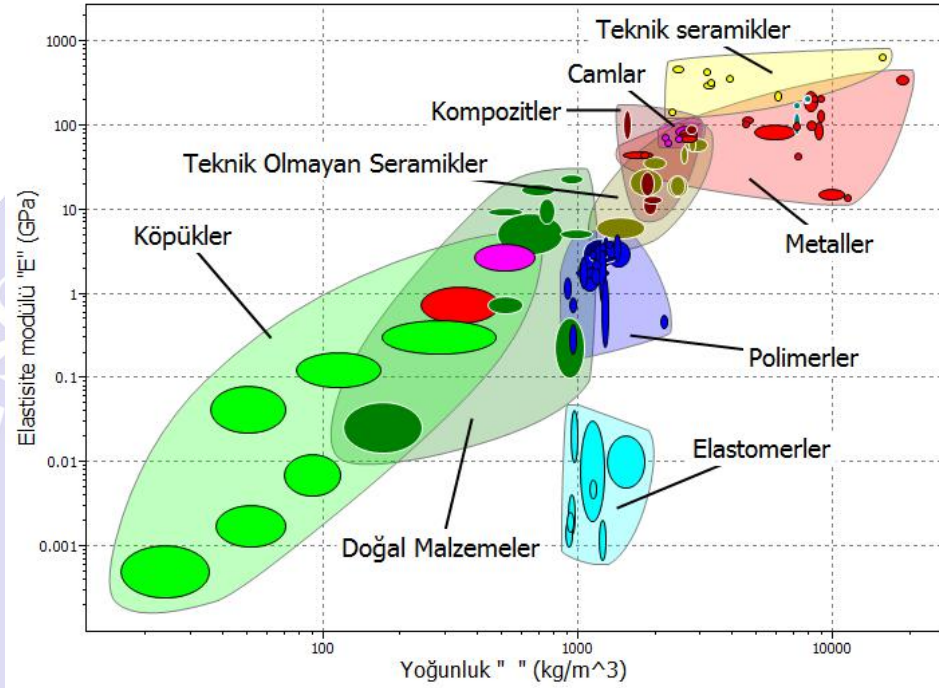 Teknik seramikler
Camlar
Kompozitler
Teknik Olmayan Seramikler
Köpükler
Metaller
Polimerler
Elastomerler
Doğal Malzemeler
Elastisite modülü "E" (GPa)
1000
100
10
1
0.1
0.01
0.001
100
1000
10000
Yoğunluk " " (kg/m^3)